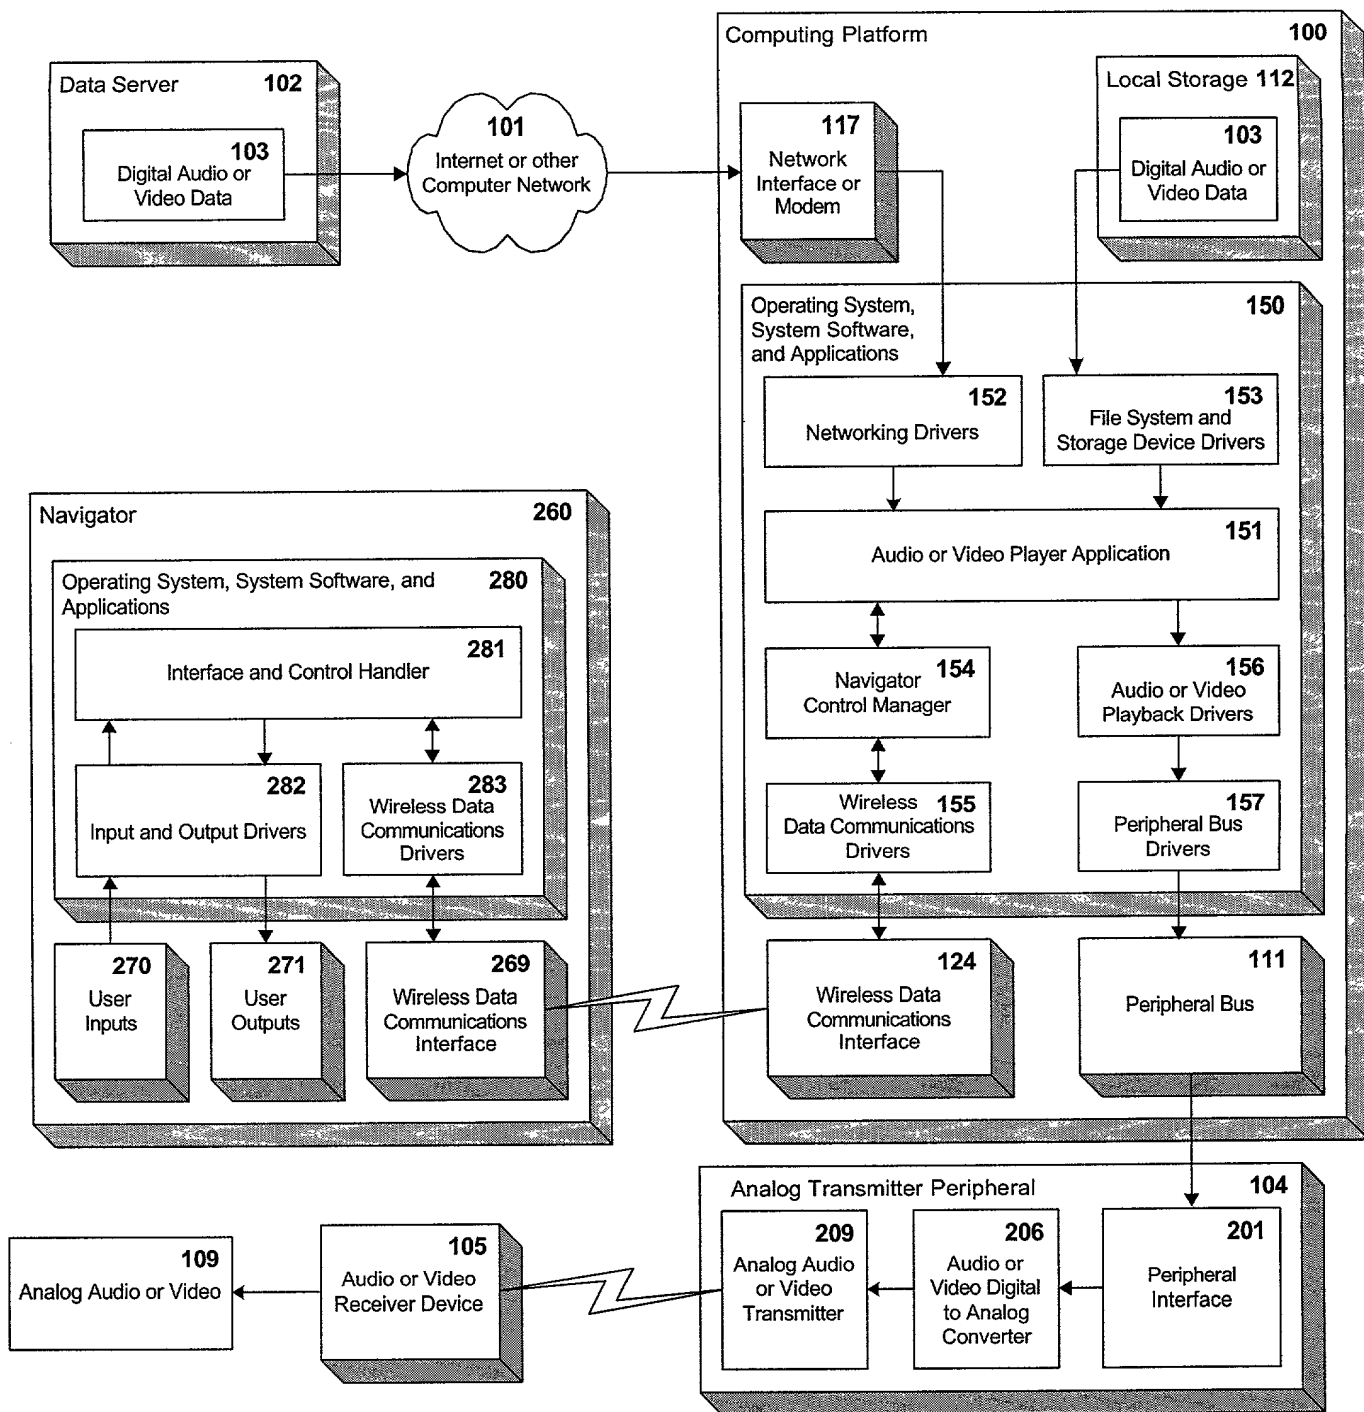 Computing Platform 100
Data Server 102
103
Digital Audio or
Video Data
101
Internet or other
Computer Network
117
Network
Interface or
Modem
Local Storage 112
103
Digital Audio or
Video Data
Operating System,
System Software,
and Applications
150
152
Networking Drivers
153
File System and
Storage Device Drivers
151
Audio or Video Player Application
Navigator
154
Control Manager
156
Audio or Video
Playback Drivers
Wireless
155
Data Communications
Drivers
157
Peripheral Bus
Drivers
124
Wireless Data
Communications
Interface
111
Peripheral Bus
Navigator 260
Operating System, System Software, and
Applications
280
281
Interface and Control Handler
282
Input and Output Drivers
283
Wireless Data
Communications
Drivers
270
User
Inputs
271
User
Outputs
269
Wireless Data
Communications
Interface
Analog Transmitter Peripheral 104
201
Peripheral
Interface
206
Audio or
Video Digital
to Analog
Converter
209
Analog Audio
or Video
Transmitter
105
Audio or Video
Receiver Device
109
Analog Audio or Video